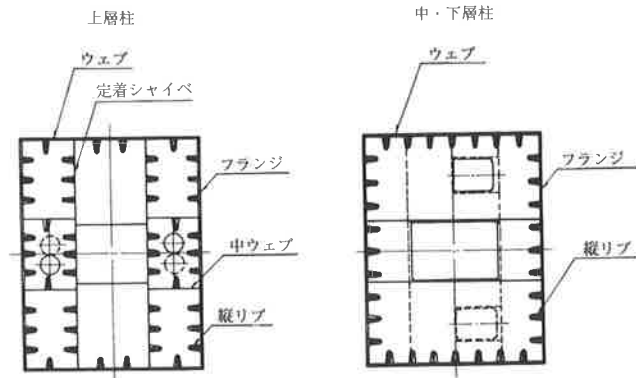 上層柱
ウェブ
定着シャイベ
フランジ
中ウェブ
縦リブ
中・下層柱
ウェブ
フランジ
縦リブ